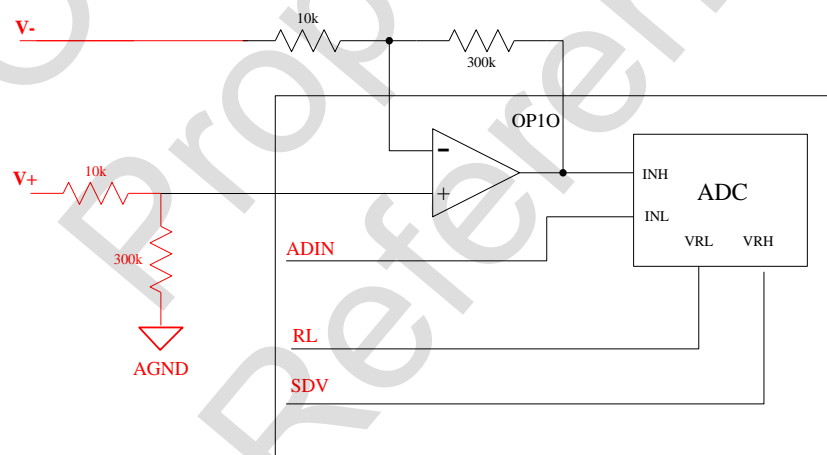 10k
V-
300k
OP1O
10k
V+
INH
ADC
INL
VRL VRH
ADIN
300k
RL
AGND
SDV